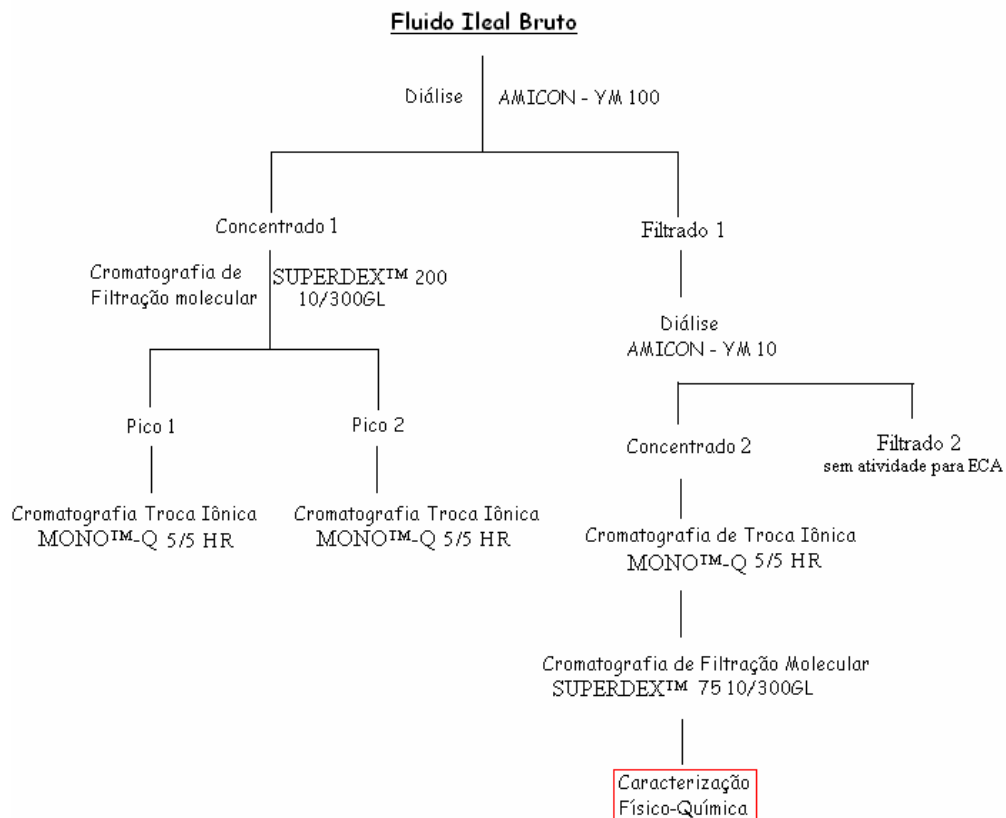 Fluido Ileal Bruto
Diálise
AMICON - YM 100
Concentrado 1
Filtrado 1
Cromatografia de
Filtração molecular
SUPERDEX™ 200
10/300GL
Diálise
AMICON - YM 10
Pico 1
Pico 2
Concentrado 2
Filtrado 2
sem atividade para ECA
Cromatografia Troca Iônica
MONO™-Q 5/5 HR
Cromatografia Troca Iônica
MONO™-Q 5/5 HR
Cromatografia de Troca Iônica
MONO™-Q 5/5 HR
Cromatografia de Filtração Molecular
SUPERDEX™ 75 10/300GL
Caracterização
Físico-Química